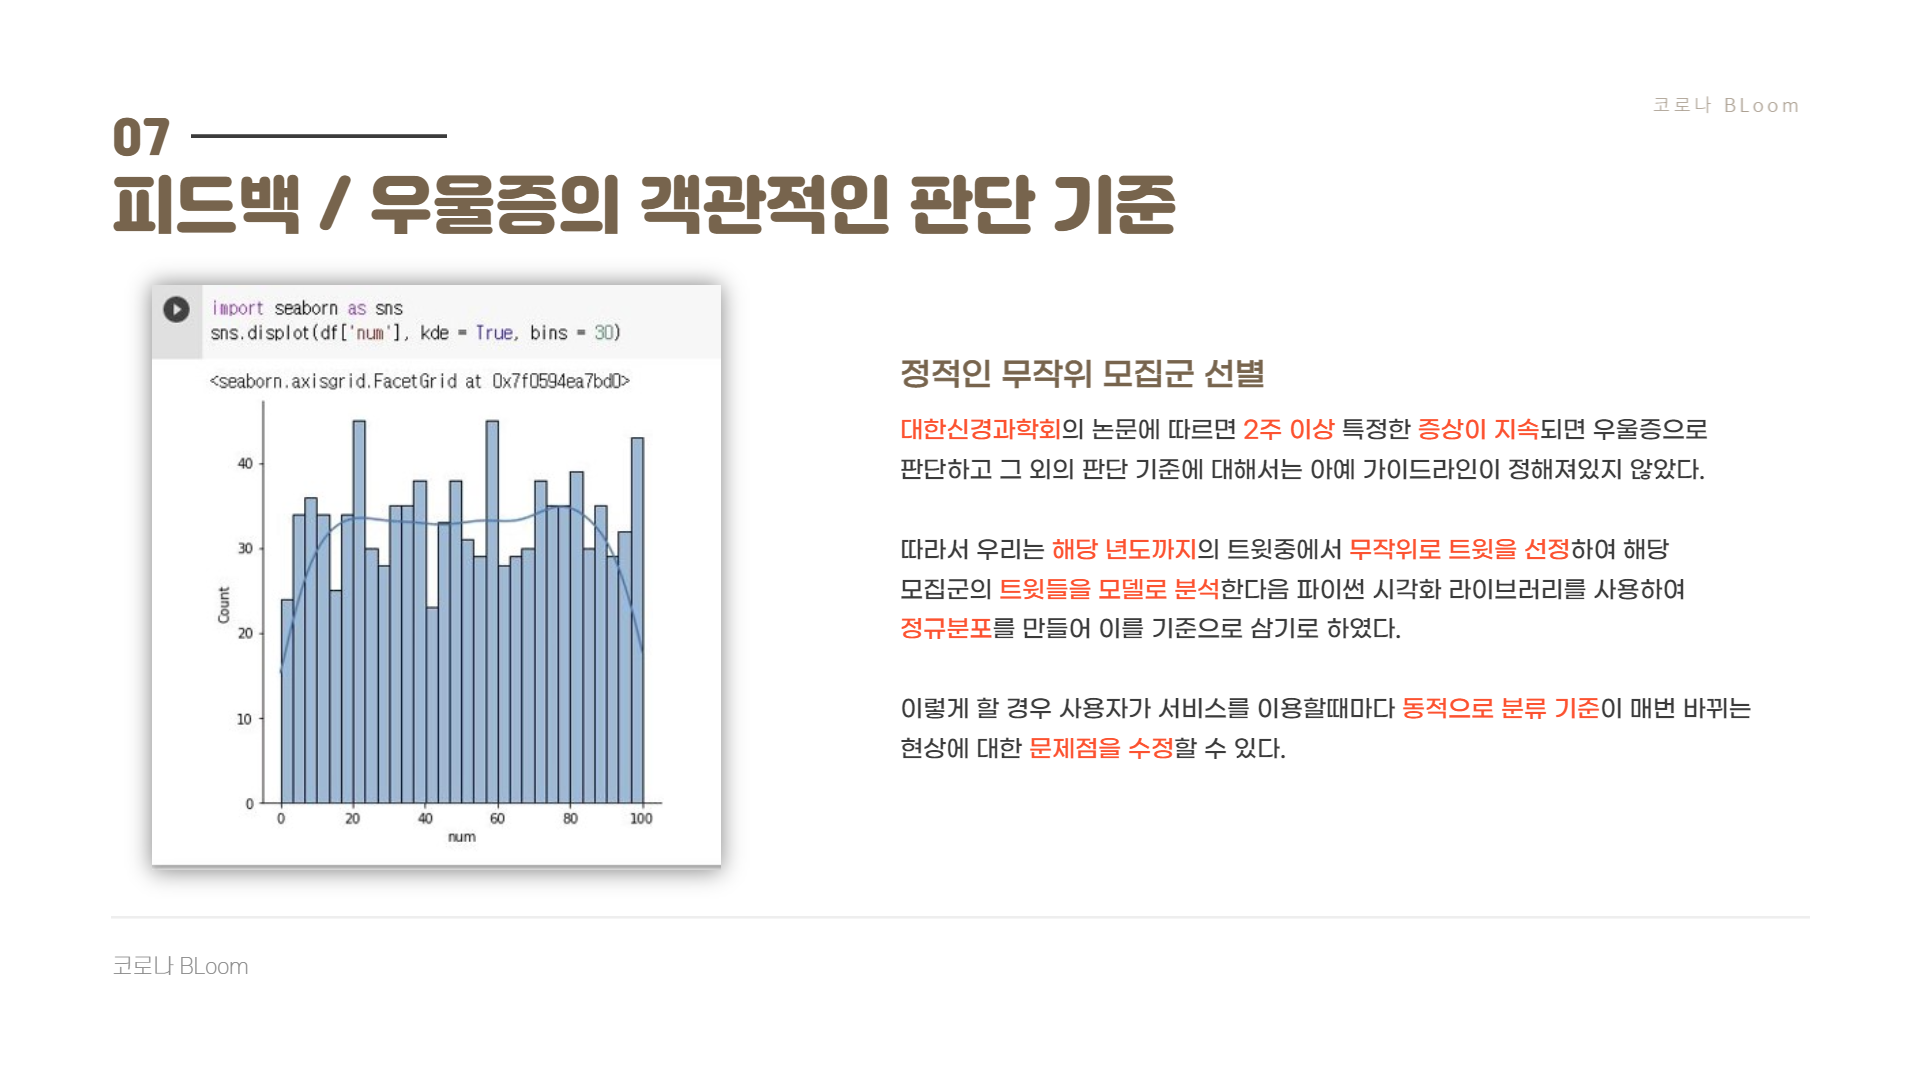 코로나 BLoom
07
피드백 / 우울증의 객관적인 판단 기준
import seaborn as sns
sns.displot(df['num'], kde = True, bins = 30)
<seaborn.axisgrid.FacetGrid at 0x7f0594ea7bd0>
40
30
20
10
0
Count
0 20 40 60 80 100
num
정적인 무작위 모집군 선별
대한신경과학회의 논문에 따르면 2주 이상 특정한 증상이 지속되면 우울증으로
판단하고 그 외의 판단 기준에 대해서는 아예 가이드라인이 정해져있지 않았다.
따라서 우리는 해당 년도까지의 트윗중에서 무작위로 트윗을 선정하여 해당
모집군의 트윗들을 모델로 분석한다음 파이썬 시각화 라이브러리를 사용하여
정규분포를 만들어 이를 기준으로 삼기로 하였다.
이렇게 할 경우 사용자가 서비스를 이용할때마다 동적으로 분류 기준이 매번 바뀌는
현상에 대한 문제점을 수정할 수 있다.
코로나 BLoom